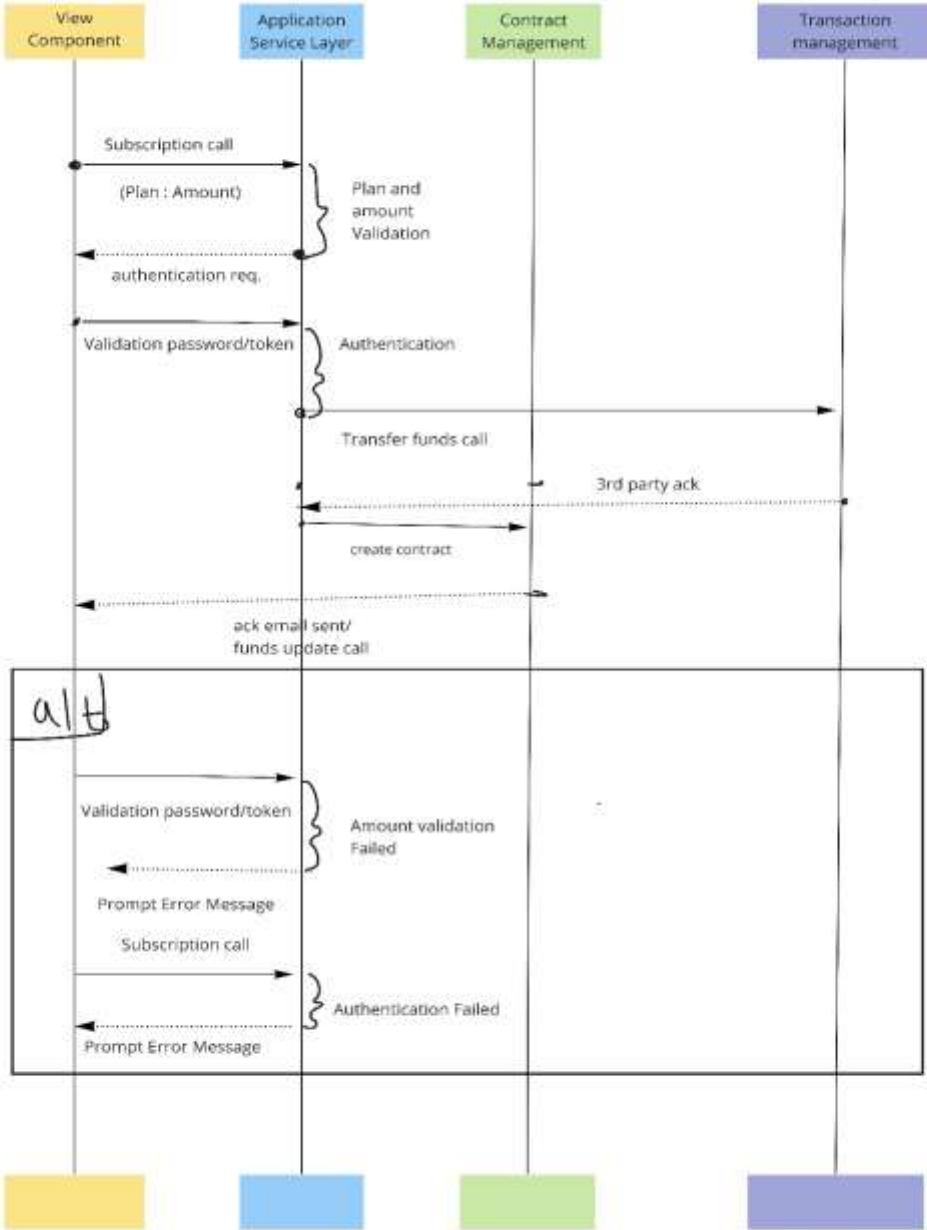 View
Component
Application
Service Layer
Contract
Management
Transaction
management
Subscription call
(Plan : Amount)
Plan and
amount
Validation
authentication req.
Validation password/token
Authentication
Transfer funds call
3rd party ack
create contract
ack email sent/
funds update call
alt
Validation password/token
Amount validation
Failed
Prompt Error Message
Subscription call
Authentication Failed
Prompt Error Message